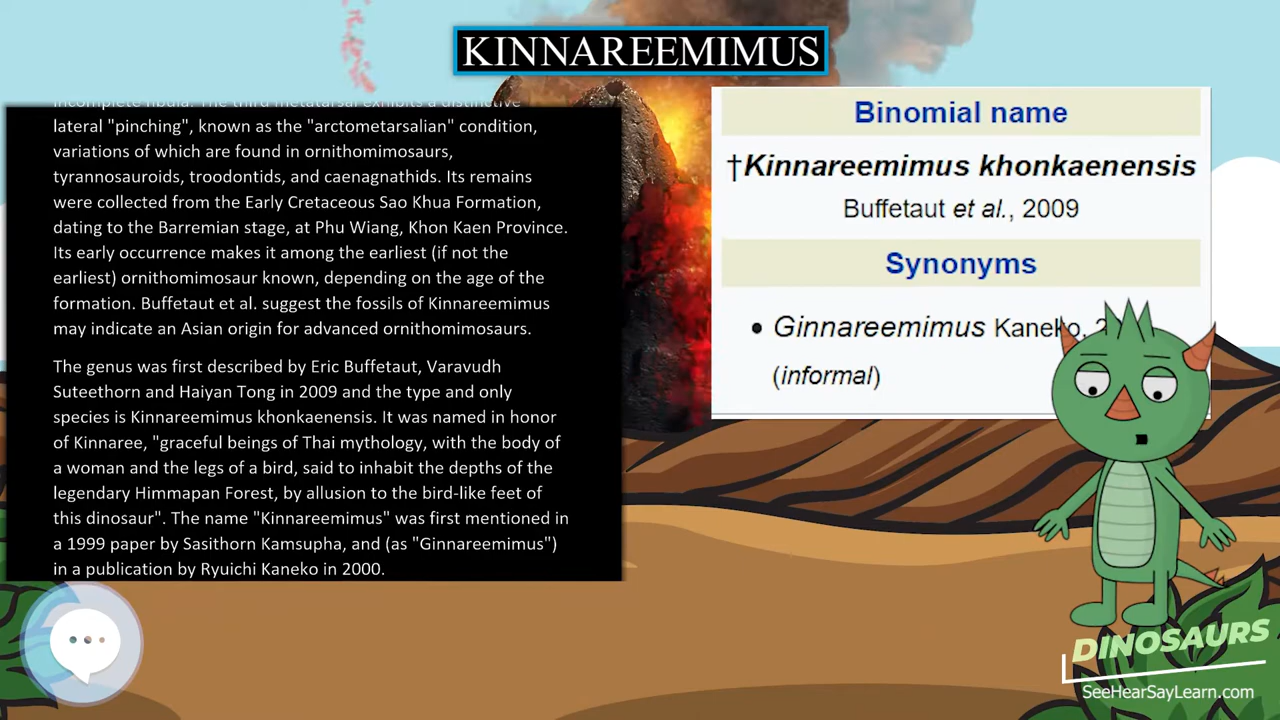 KINNAREEMIMUS
incomplete fibula. The third metatarsal exhibits a distinctive
lateral "pinching", known as the "arctometarsalian" condition,
variations of which are found in ornithomimosaurs,
tyrannosauroids, troodontids, and caenagnathids. Its remains
were collected from the Early Cretaceous Sao Khua Formation,
dating to the Barremian stage, at Phu Wiang, Khon Kaen Province.
Its early occurrence makes it among the earliest (if not the
earliest) ornithomimosaur known, depending on the age of the
formation. Buffetaut et al. suggest the fossils of Kinnareemimus
may indicate an Asian origin for advanced ornithomimosaurs.
The genus was first described by Eric Buffetaut, Varavudh
Suteethorn and Haiyan Tong in 2009 and the type and only
species is Kinnareemimus khonkaenensis. It was named in honor
of Kinnaree, "graceful beings of Thai mythology, with the body of
a woman and the legs of a bird, said to inhabit the depths of the
legendary Himmapan Forest, by allusion to the bird-like feet of
this dinosaur". The name "Kinnareemimus" was first mentioned in
a 1999 paper by Sasithorn Kamsupha, and (as "Ginnareemimus")
in a publication by Ryuichi Kaneko in 2000.
Binomial name
†Kinnareemimus khonkaenensis
Buffetaut et al., 2009
Synonyms
• Ginnareemimus Kaneko,
(informal)
DINOSAURS
SeeHearSayLearn.com